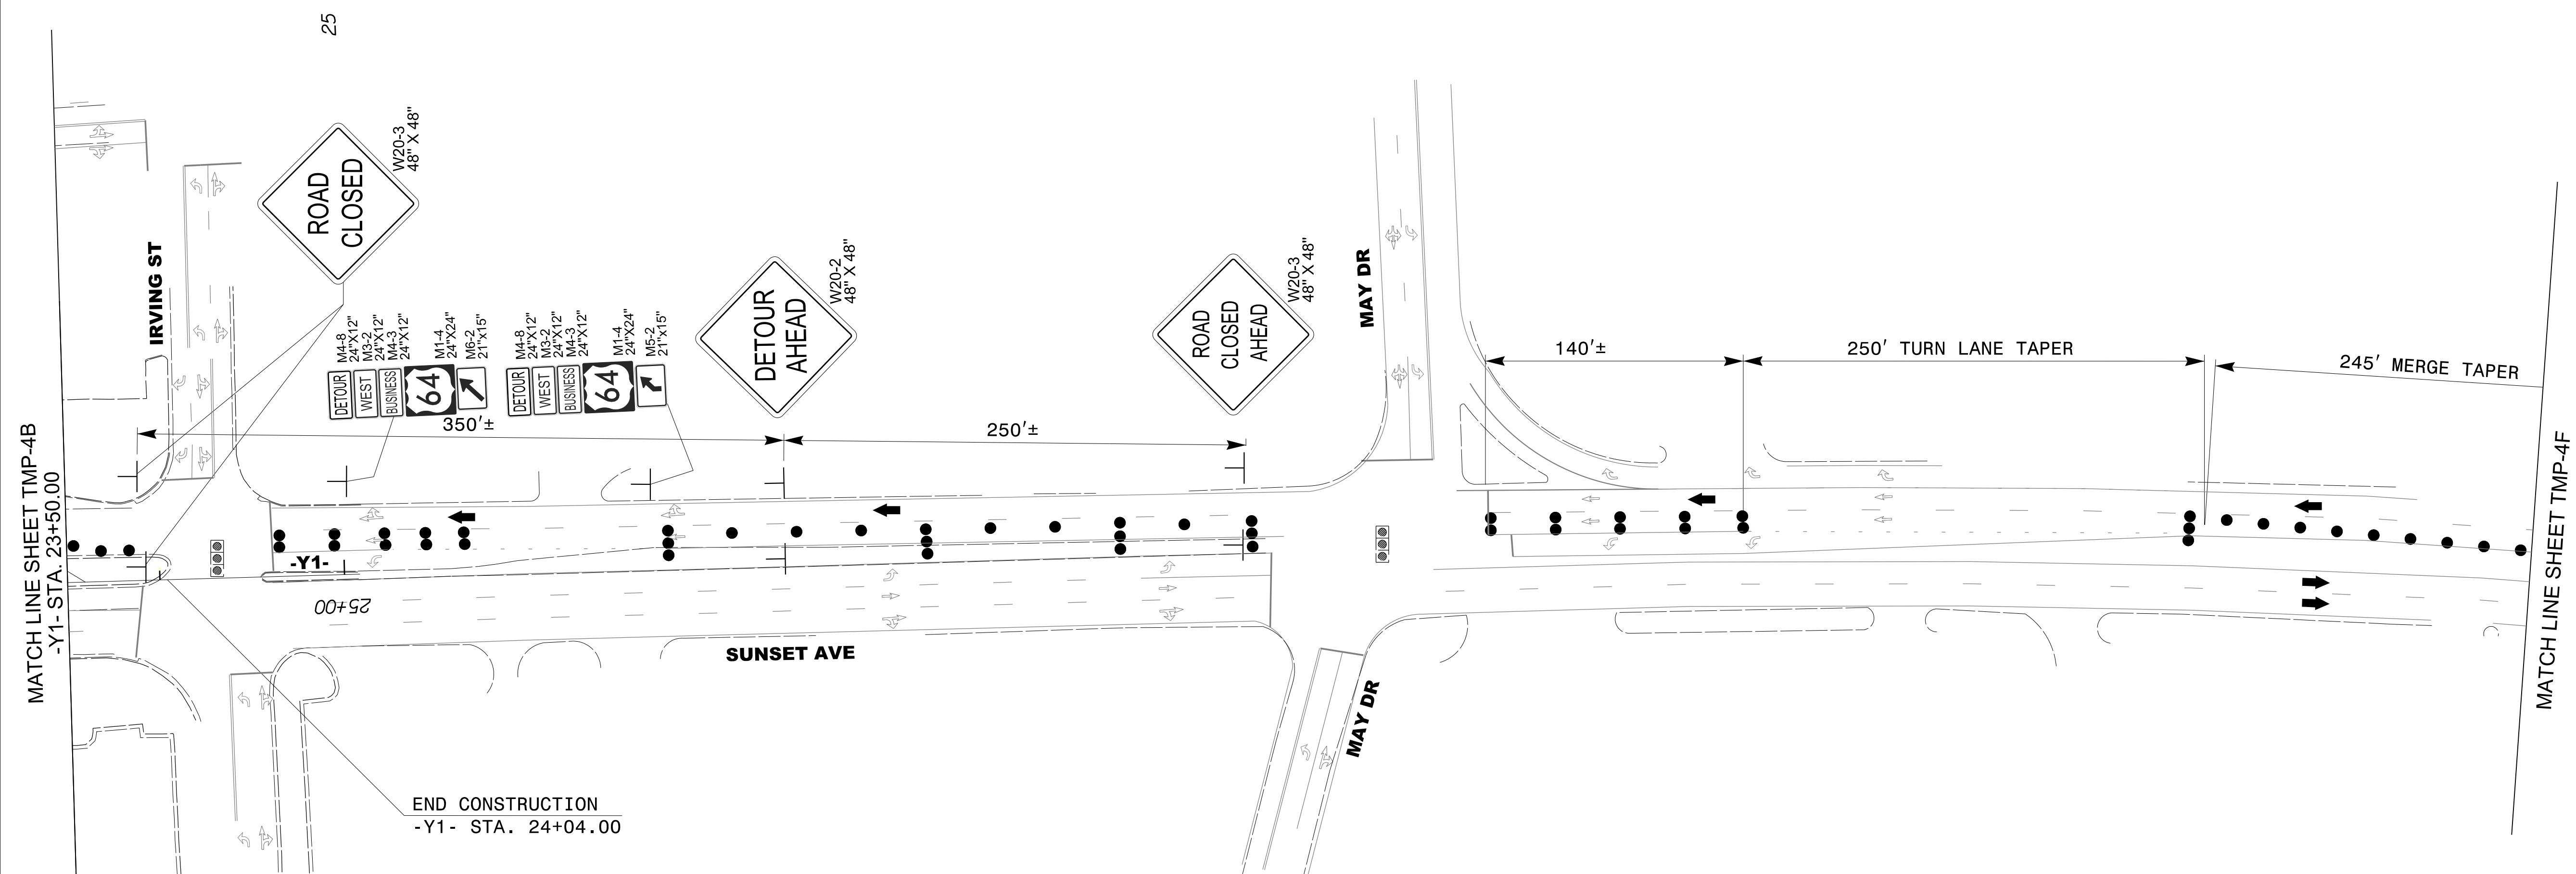 25
MATCH LINE SHEET TMP-4B
-Y1- STA. 23+50.00
IRVING ST
ROAD
CLOSED
W20-3
48" X 48"
M4-8
24"X12"
M3-2
24"X12"
M4-3
24"X12"
M1-4
24"X24"
M6-2
21"x15"
DETOUR
WEST
BUSINESS
64
M4-8
24"X12"
M3-2
24"X12"
M4-3
24"X12"
M1-4
24"X24"
M5-2
21"x15"
DETOUR
WEST
BUSINESS
64
350'±
DETOUR
AHEAD
W20-2
48" X 48"
250'±
ROAD
CLOSED
AHEAD
W20-3
48" X 48"
MAY DR
140'±
250' TURN LANE TAPER
245' MERGE TAPER
-Y1-
25+00
SUNSET AVE
MAY DR
END CONSTRUCTION
-Y1- STA. 24+04.00
MATCH LINE SHEET TMP-4F